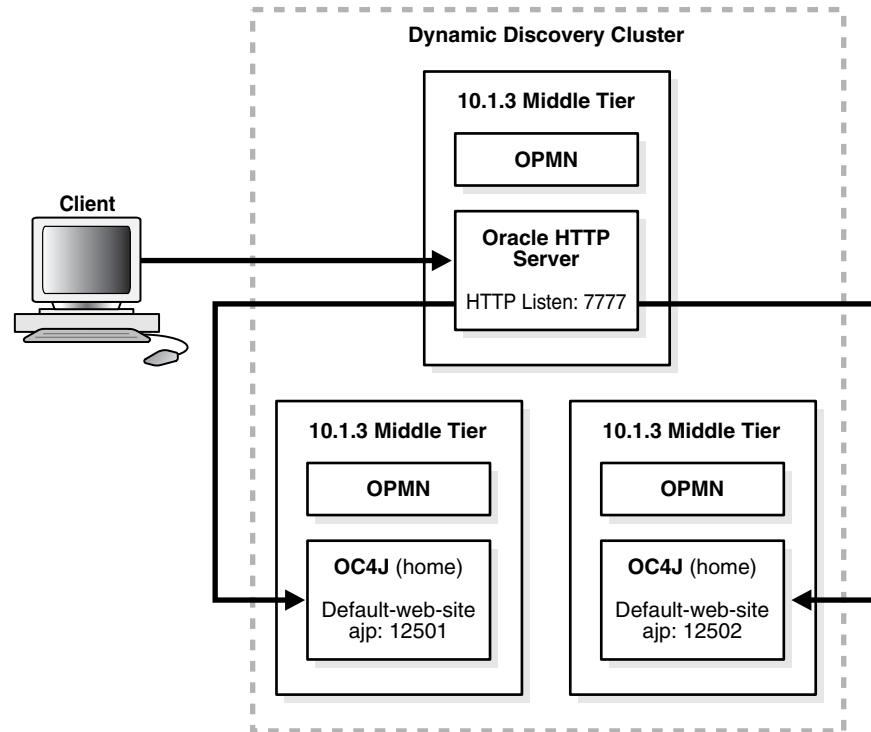 Dynamic Discovery Cluster
10.1.3 Middle Tier
OPMN
Client
Oracle HTTP
Server
HTTP Listen: 7777
10.1.3 Middle Tier
OPMN
OC4J (home)
Default-web-site
ajp: 12501
10.1.3 Middle Tier
OPMN
OC4J (home)
Default-web-site
ajp: 12502